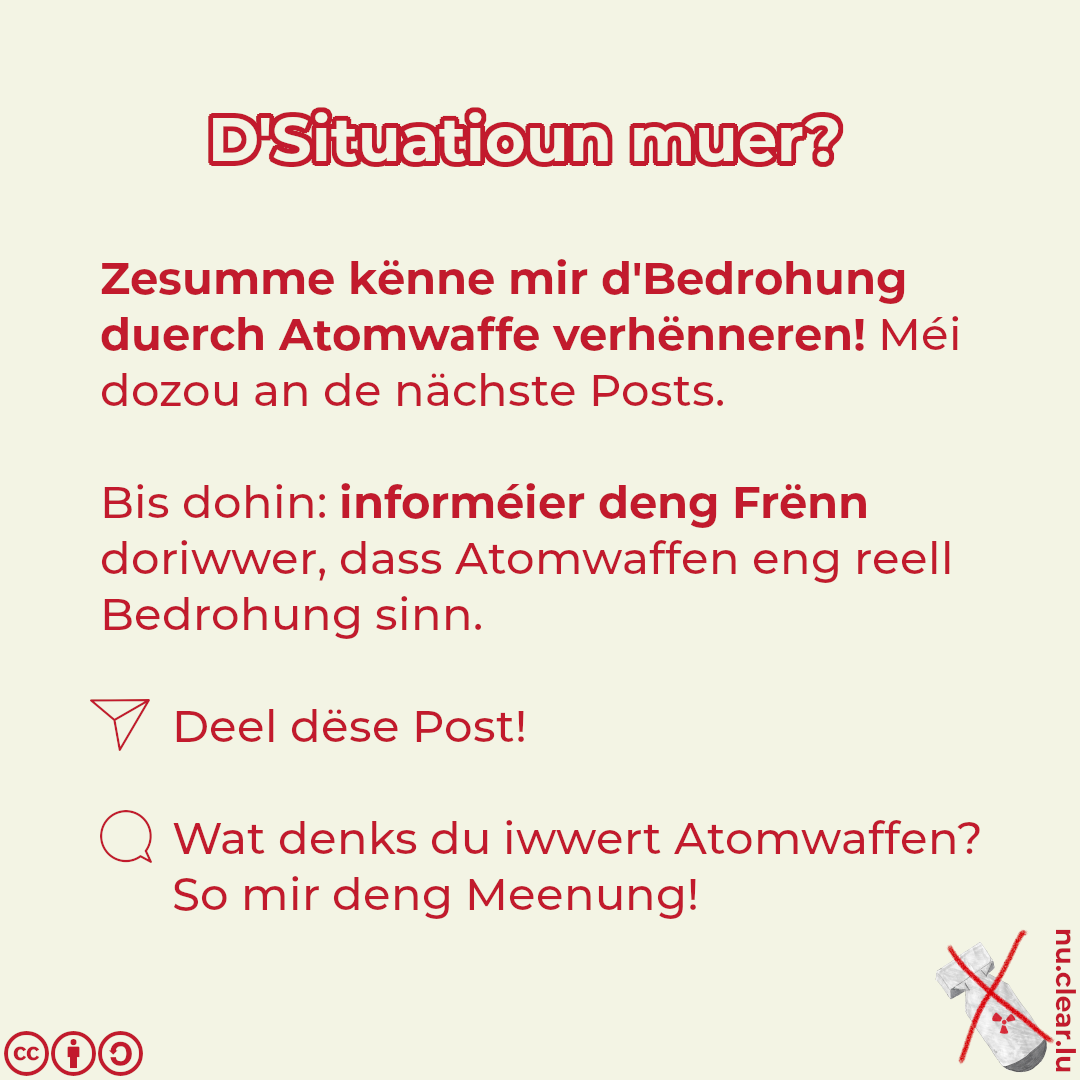 D'Situatioun muer?
Zesumme kënne mir d'Bedrohung
duerch Atomwaffe verhënneren! Méi
dozou an de nächste Posts.
Bis dohin: informéier deng Frënn
doriwwer, dass Atomwaffen eng reell
Bedrohung sinn.
Deel dëse Post!
Wat denks du iwwert Atomwaffen?
So mir deng Meenung!
nu.clear.lu
cc